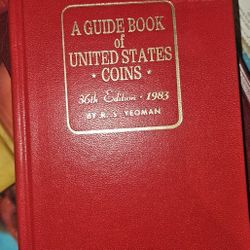 A GUIDE BOOK
of
UNITED STATES
* COINS *
36th Edition • 1983
BY R. S. YEOMAN